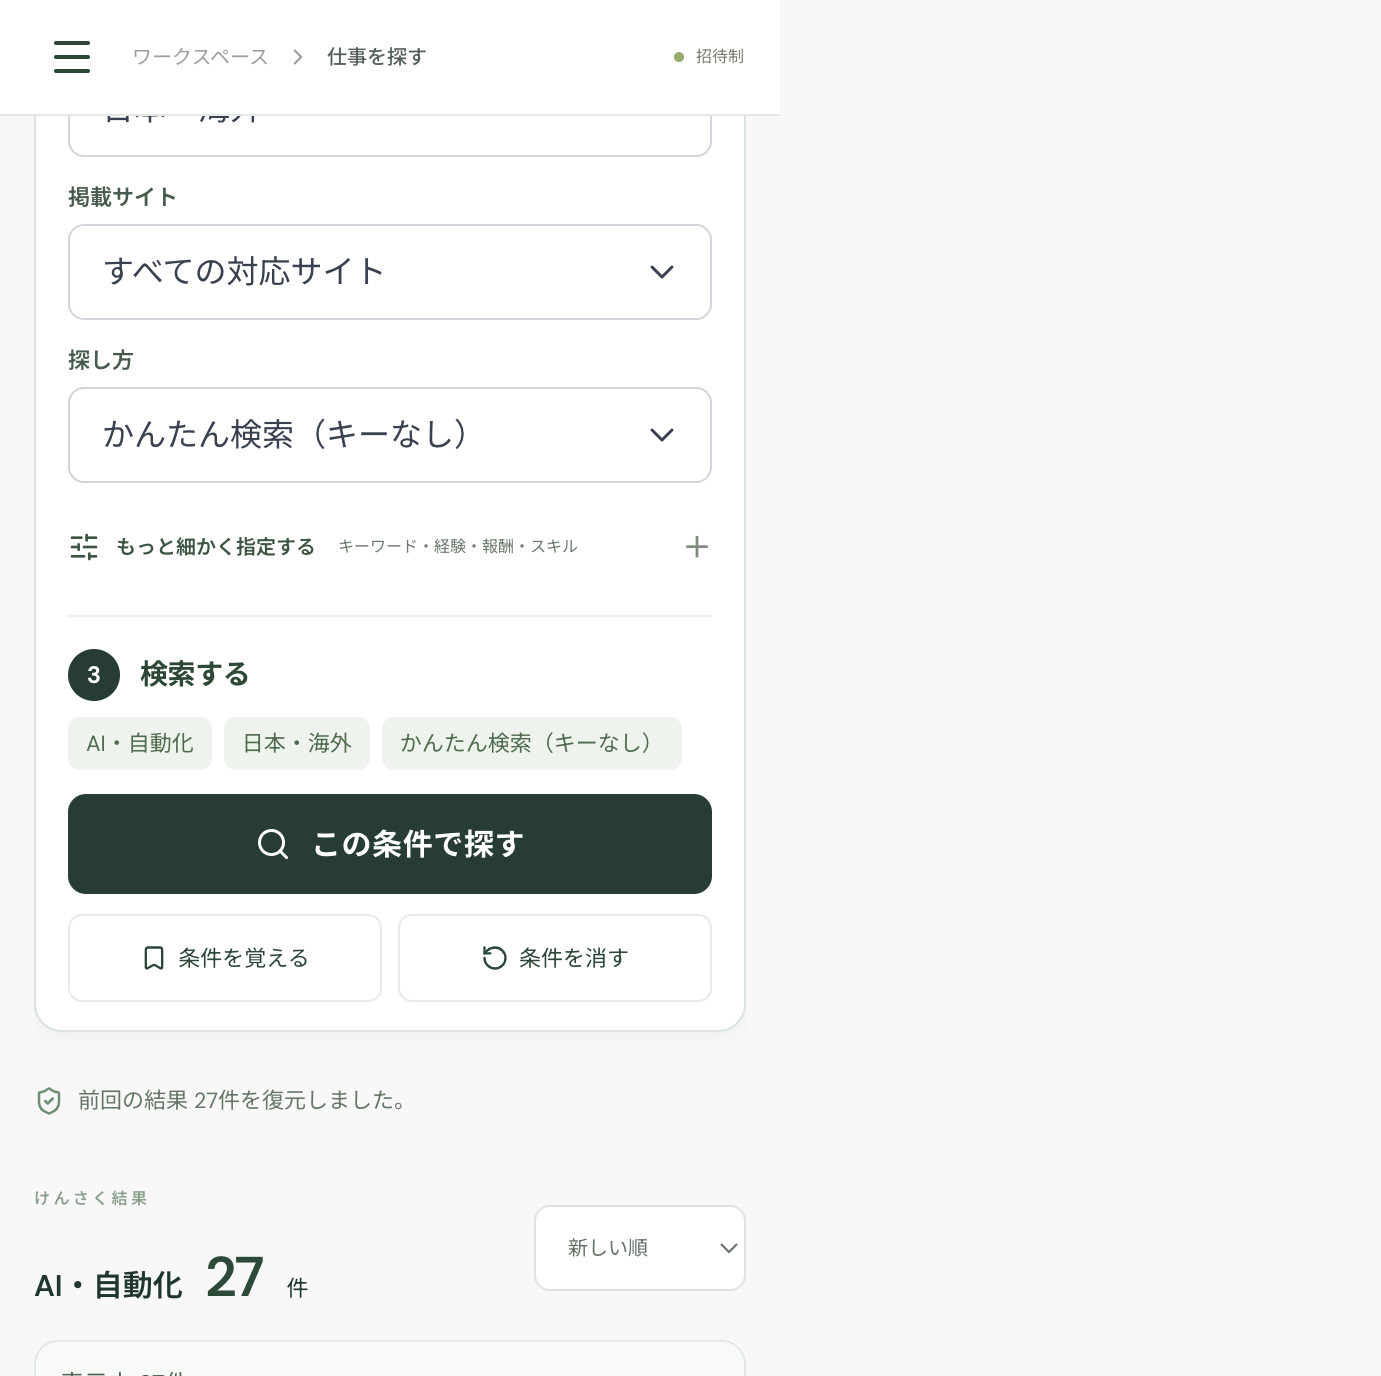 ワークスペース > 仕事を探す
招待制
日本・海外
掲載サイト
すべての対応サイト
探し方
かんたん検索（キーなし）
もっと細かく指定する キーワード・経験・報酬・スキル
3 検索する
AI・自動化 日本・海外 かんたん検索（キーなし）
この条件で探す
条件を覚える 条件を消す
前回の結果 27件を復元しました。
けんさく結果
新しい順
AI・自動化 27 件